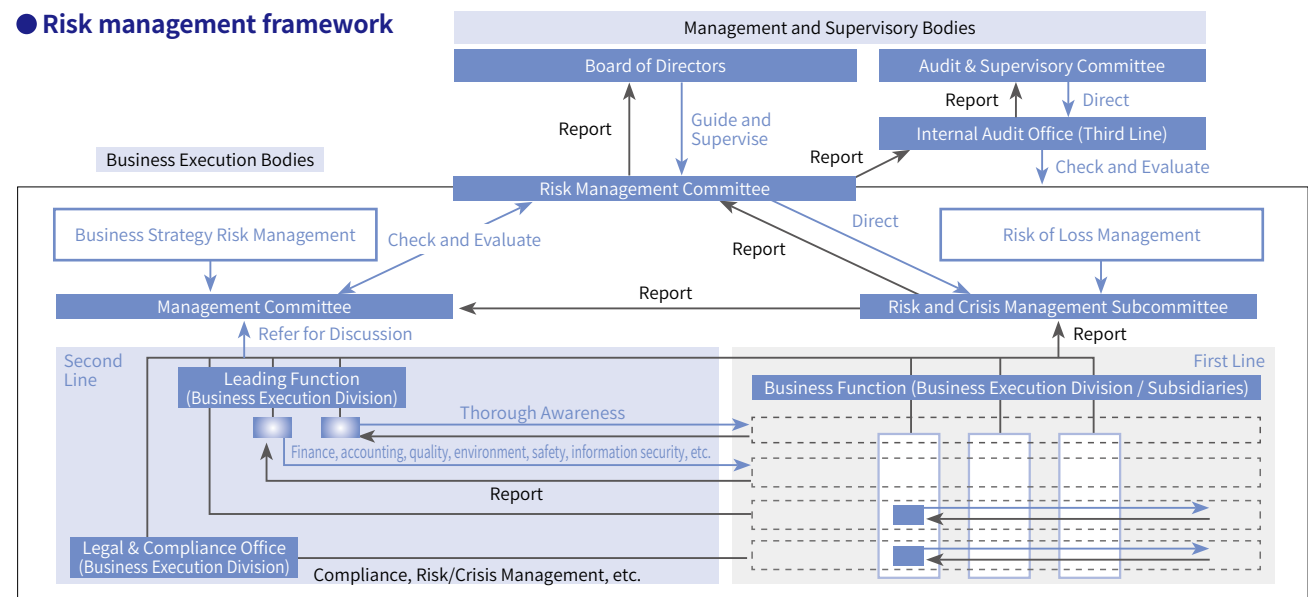 ● Risk management framework
Management and Supervisory Bodies
Board of Directors
Audit & Supervisory Committee
Report
Direct
Report
Guide and
Supervise
Internal Audit Office (Third Line)
Business Execution Bodies
Report
Check and Evaluate
Risk Management Committee
Business Strategy Risk Management
Check and Evaluate
Direct
Report
Risk of Loss Management
Management Committee
Report
Risk and Crisis Management Subcommittee
Refer for Discussion
Report
Second
Line
First Line
Leading Function
(Business Execution Division)
Business Function (Business Execution Division / Subsidiaries)
Thorough Awareness
Finance, accounting, quality, environment, safety, information security, etc.
Report
Legal & Compliance Office
(Business Execution Division)
Compliance, Risk/Crisis Management, etc.